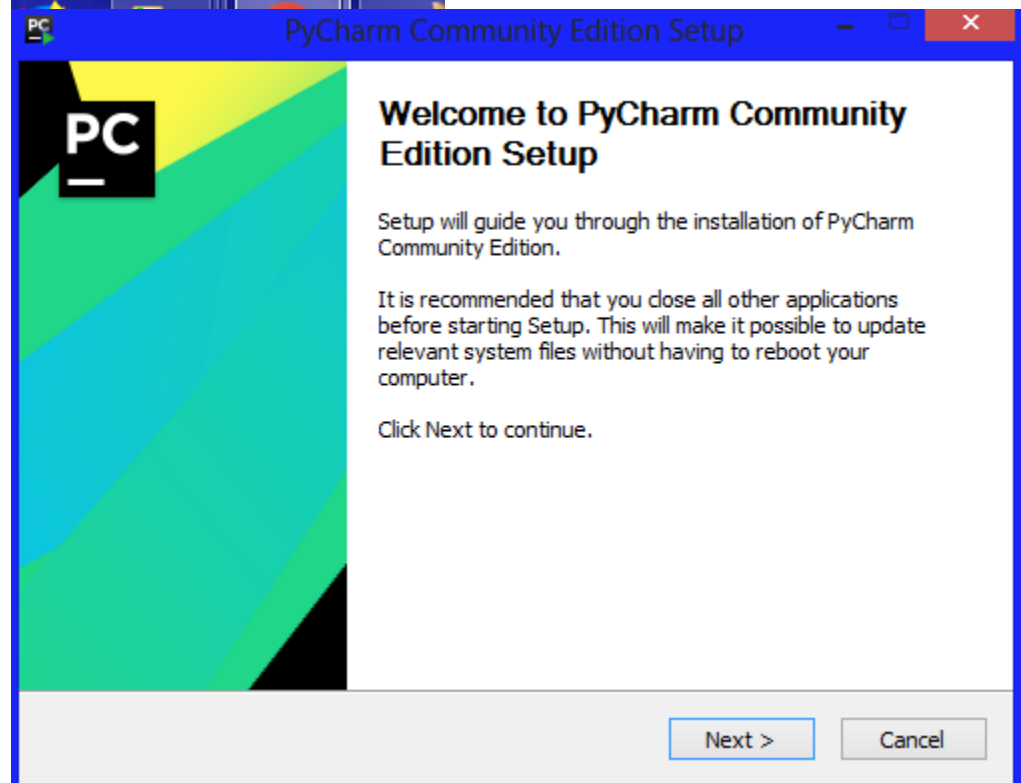 PC
PyCharm Community Edition Setup
PC
Welcome to PyCharm Community
Edition Setup
Setup will guide you through the installation of PyCharm
Community Edition.
It is recommended that you close all other applications
before starting Setup. This will make it possible to update
relevant system files without having to reboot your
computer.
Click Next to continue.
Next >
Cancel